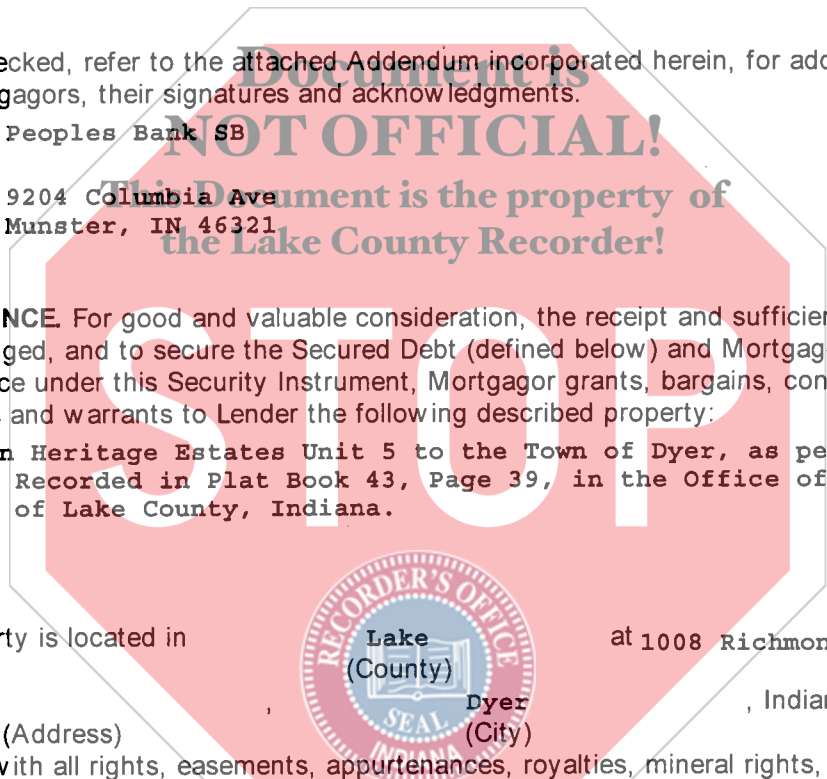 ecked, refer to the attached Addendum incorporated herein, for add
Document is
gagors, their signatures and acknowledgments.
Peoples Bank SB
NOT OFFICIAL!
9204 Columbia Ave
This Document is the property of
Munster, IN 46321
the Lake County Recorder!
NCE. For good and valuable consideration, the receipt and sufficien
ged, and to secure the Secured Debt (defined below) and Mortgag
ce under this Security Instrument, Mortgagor grants, bargains, con
and warrants to Lender the following described property:
n Heritage Estates Unit 5 to the Town of Dyer, as pe
Recorded in Plat Book 43, Page 39, in the Office of
of Lake County, Indiana.
STOP
RECORDER'S OFFICE
rty is located in Lake at 1008 Richmon
(County)
, Dyer , Indian
SEAL
(Address) (City)
INDIANA
with all rights, easements, appurtenances, royalties, mineral rights,